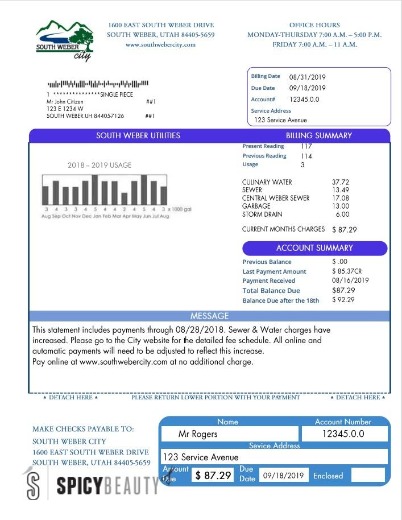 1600 EAST SOUTH WEBER DRIVE
SOUTH WEBER, UTAH 84405-5659
www.southwebercity.com
OFFICE HOURS
MONDAY-THURSDAY 7:00 A.M. – 5:00 P.M.
FRIDAY 7:00 A.M. – 11 A.M.
SOUTH WEBER
city
Billing Date 08/31/2019
Due Date 09/18/2019
Account# 12345.0.0
Service Address
123 Service Avenue
1 ***************SINGLE PIECE
Mr John Citizen ##1
123 E 1234 W
SOUTH WEBER UH 84405-7126 ##1
SOUTH WEBER UTILITIES
BILLING SUMMARY
Present Reading 117
Previous Reading 114
Usage 3
2018 – 2019 USAGE
x 1000 gal
Aug Sep Oct Nov Dec Jan Feb Mar Apr May Jun Jul Aug
CULINARY WATER 37.72
SEWER 13.49
CENTRAL WEBER SEWER 17.08
GARBAGE 13.00
STORM DRAIN 6.00
CURRENT MONTHS CHARGES $ 87.29
ACCOUNT SUMMARY
Previous Balance $ .00
Last Payment Amount $ 85.37CR
Payment Received 08/16/2019
Total Balance Due $87.29
Balance Due after the 18th $ 92.29
MESSAGE
This statement includes payments through 08/28/2018. Sewer & Water charges have
increased. Please go to the City website for the detailed fee schedule. All online and
automatic payments will need to be adjusted to reflect this increase.
Pay online at www.southwebercity.com at no additional charge.
* DETACH HERE * PLEASE RETURN LOWER PORTION WITH YOUR PAYMENT * DETACH HERE *
MAKE CHECKS PAYABLE TO:
SOUTH WEBER CITY
1600 EAST SOUTH WEBER DRIVE
SOUTH WEBER, UTAH 84405-5659
Name Account Number
Mr Rogers 12345.0.0
Sevice Address
123 Service Avenue
Amount Due $ 87.29 Due Date 09/18/2019 Enclosed
SPICYBEAUTY